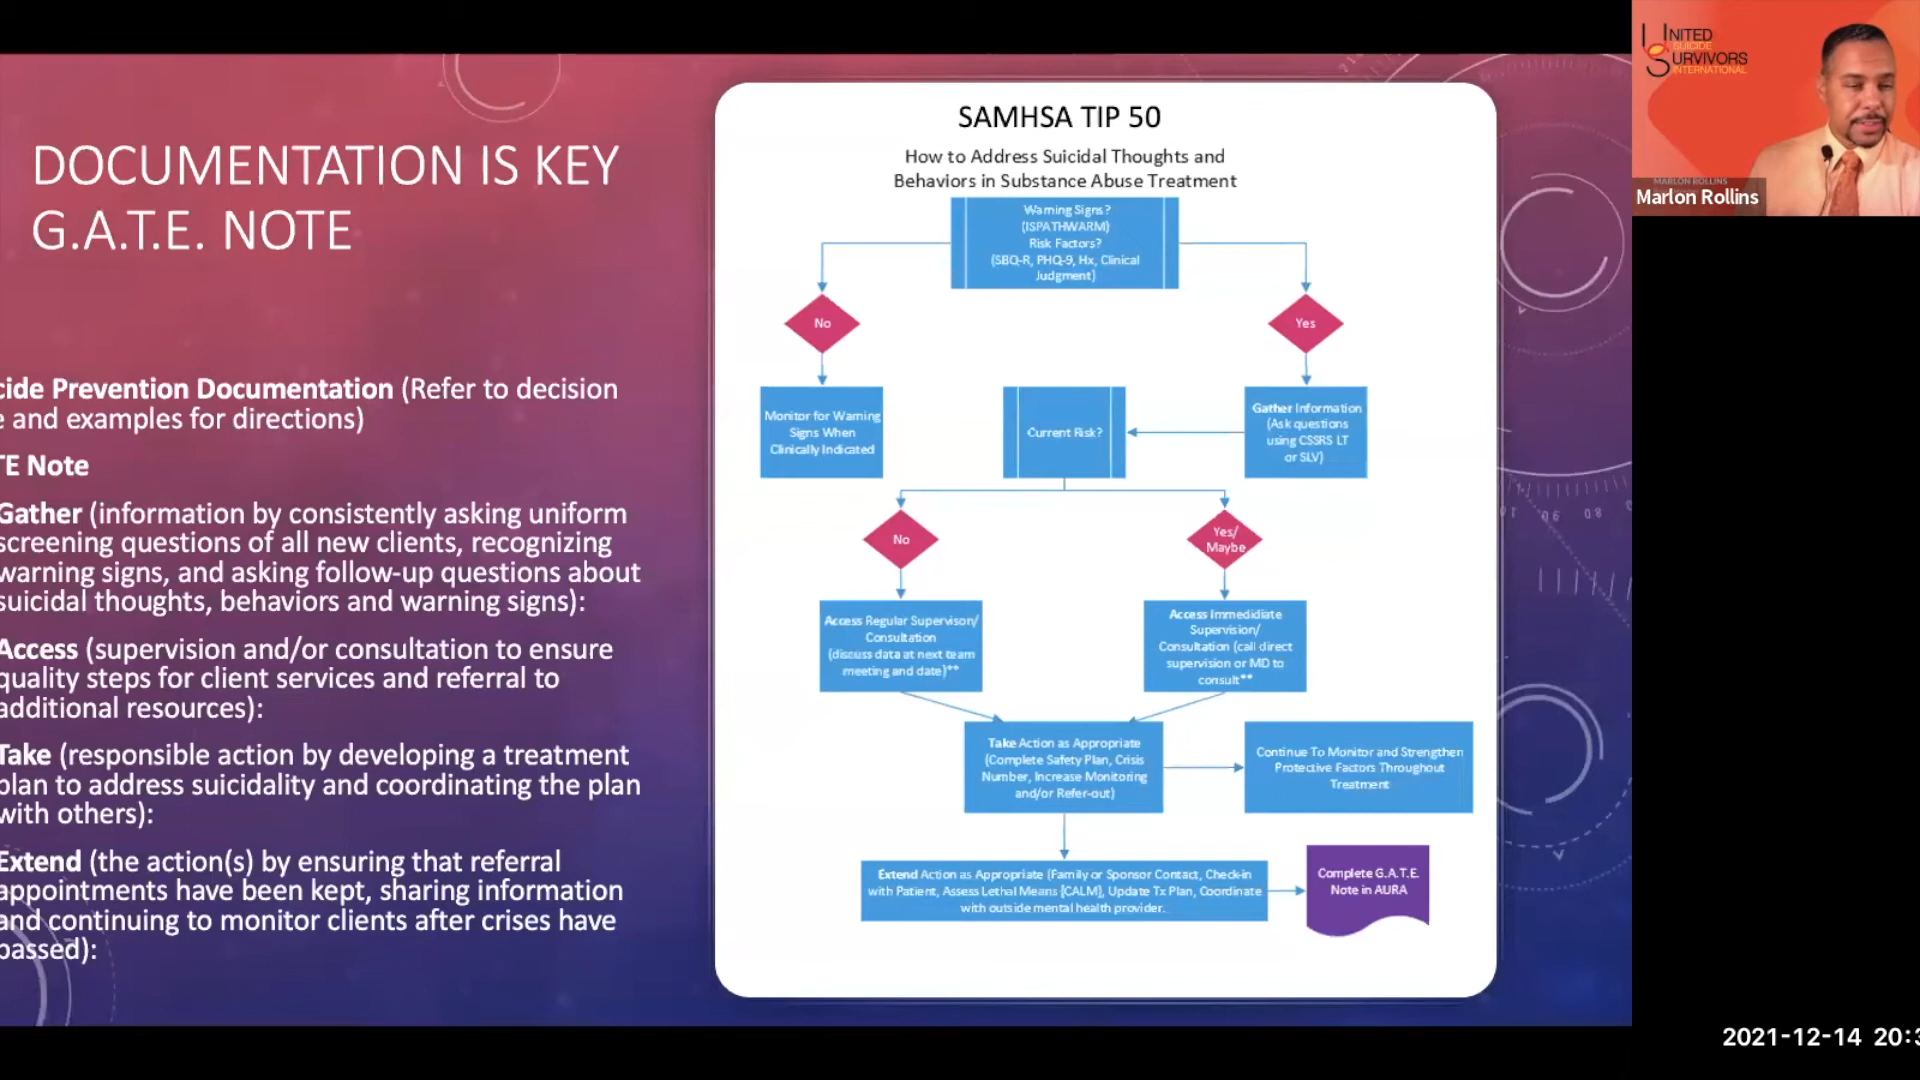 DOCUMENTATION IS KEY
G.A.T.E. NOTE
cide Prevention Documentation (Refer to decision
e and examples for directions)
TE Note
Gather (information by consistently asking uniform
screening questions of all new clients, recognizing
warning signs, and asking follow-up questions about
suicidal thoughts, behaviors and warning signs):
Access (supervision and/or consultation to ensure
quality steps for client services and referral to
additional resources):
Take (responsible action by developing a treatment
plan to address suicidality and coordinating the plan
with others):
Extend (the action(s) by ensuring that referral
appointments have been kept, sharing information
and continuing to monitor clients after crises have
passed):
SAMHSA TIP 50
How to Address Suicidal Thoughts and
Behaviors in Substance Abuse Treatment
Warning Signs?
(ISPATHWARM)
Risk Factors?
(SBQ-R, PHQ-9, Hx, Clinical
Judgment)
No
Yes
Monitor for Warning
Signs When
Clinically Indicated
Current Risk?
Gather Information
(Ask questions
using CSSRS LT
or SLV)
No
Yes/
Maybe
Access Regular Supervison/
Consultation
(discuss data at next team
meeting and date)**
Access Immedidiate
Supervision/
Consultation (call direct
supervision or MD to
consult**
Take Action as Appropriate
(Complete Safety Plan, Crisis
Number, Increase Monitoring
and/or Refer-out)
Continue To Monitor and Strengthen
Protective Factors Throughout
Treatment
Extend Action as Appropriate (Family or Sponsor Contact, Check-in
with Patient, Assess Lethal Means {CALM}, Update Tx Plan, Coordinate
with outside mental health provider.
Complete G.A.T.E.
Note in AURA
UNITED
SUICIDE
SURVIVORS
INTERNATIONAL
MARLON ROLLINS
Marlon Rollins
2021-12-14 20:3